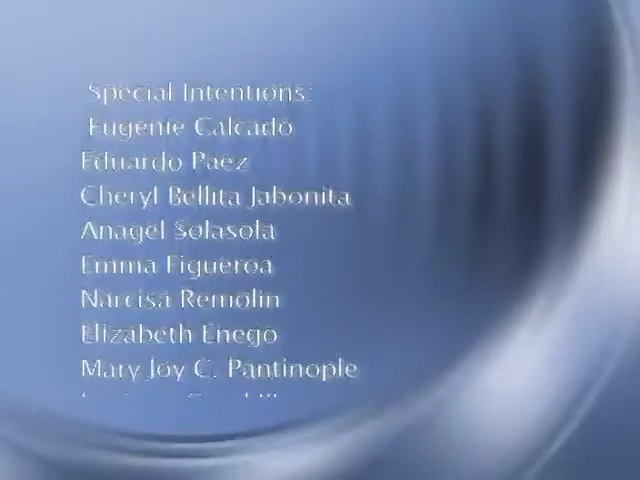 Special Intentions:
Eugenie Calcado
Eduardo Paez
Cheryl Bellita Jabonita
Anagel Solasola
Emma Figueroa
Narcisa Remolin
Elizabeth Enego
Mary Joy C. Pantinople